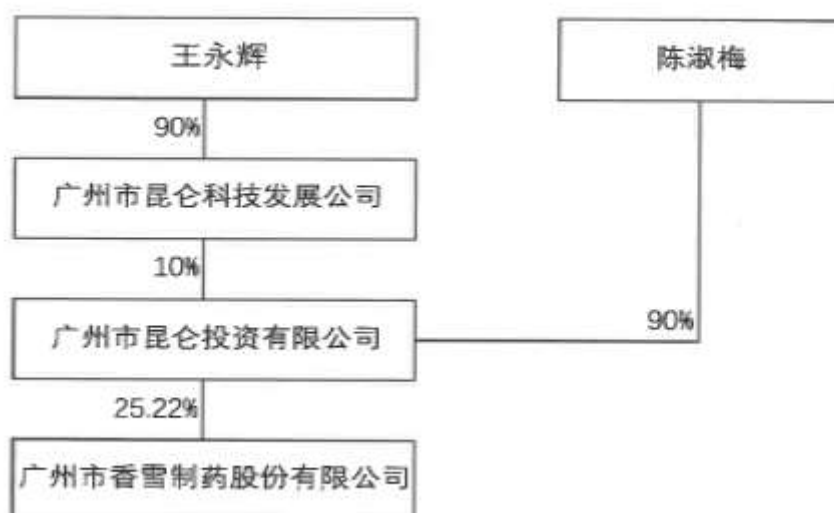 王永辉
陈淑梅
90%
广州市昆仑科技发展公司
10%
广州市昆仑投资有限公司
90%
25.22%
广州市香雪制药股份有限公司